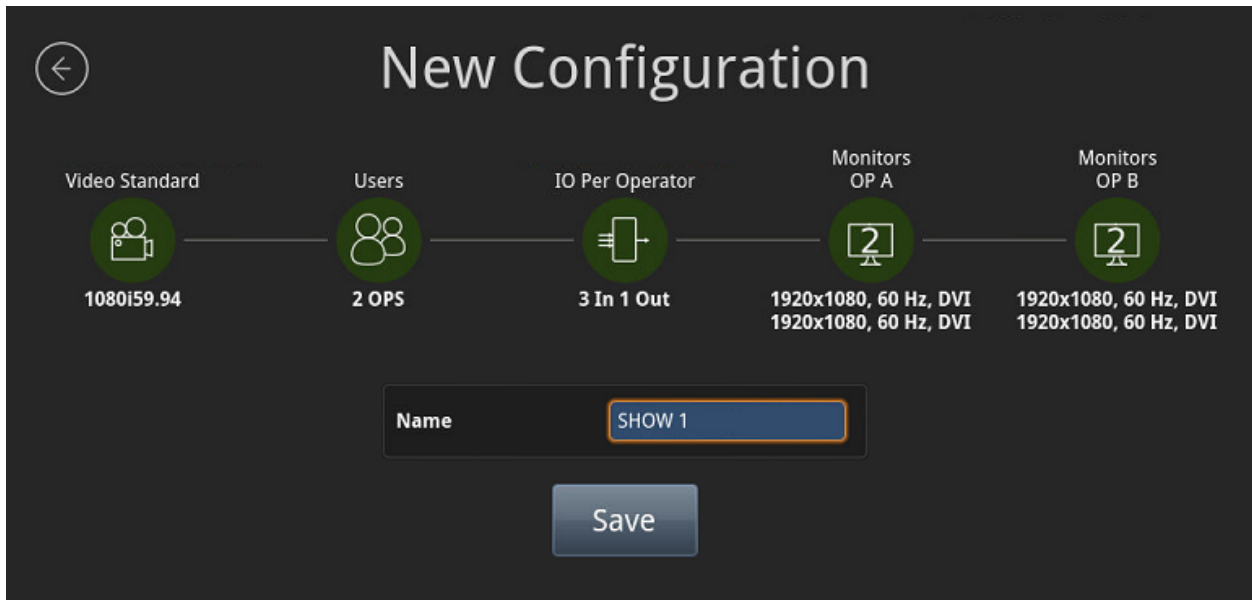 New Configuration
Video Standard
1080i59.94
Users
2 OPS
IO Per Operator
3 In 1 Out
Monitors
OP A
2
1920x1080, 60 Hz, DVI
1920x1080, 60 Hz, DVI
Monitors
OP B
2
1920x1080, 60 Hz, DVI
1920x1080, 60 Hz, DVI
Name
SHOW 1
Save